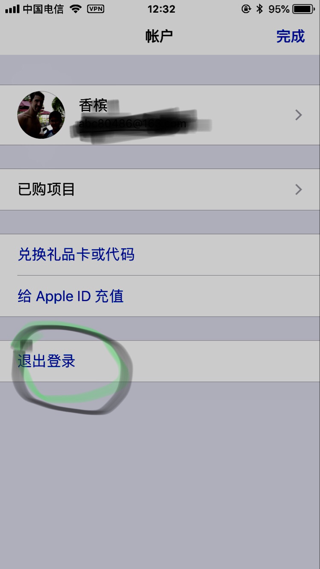 中国电信 VPN 12:32 95%
帐户 完成
香槟
已购项目
兑换礼品卡或代码
给 Apple ID 充值
退出登录